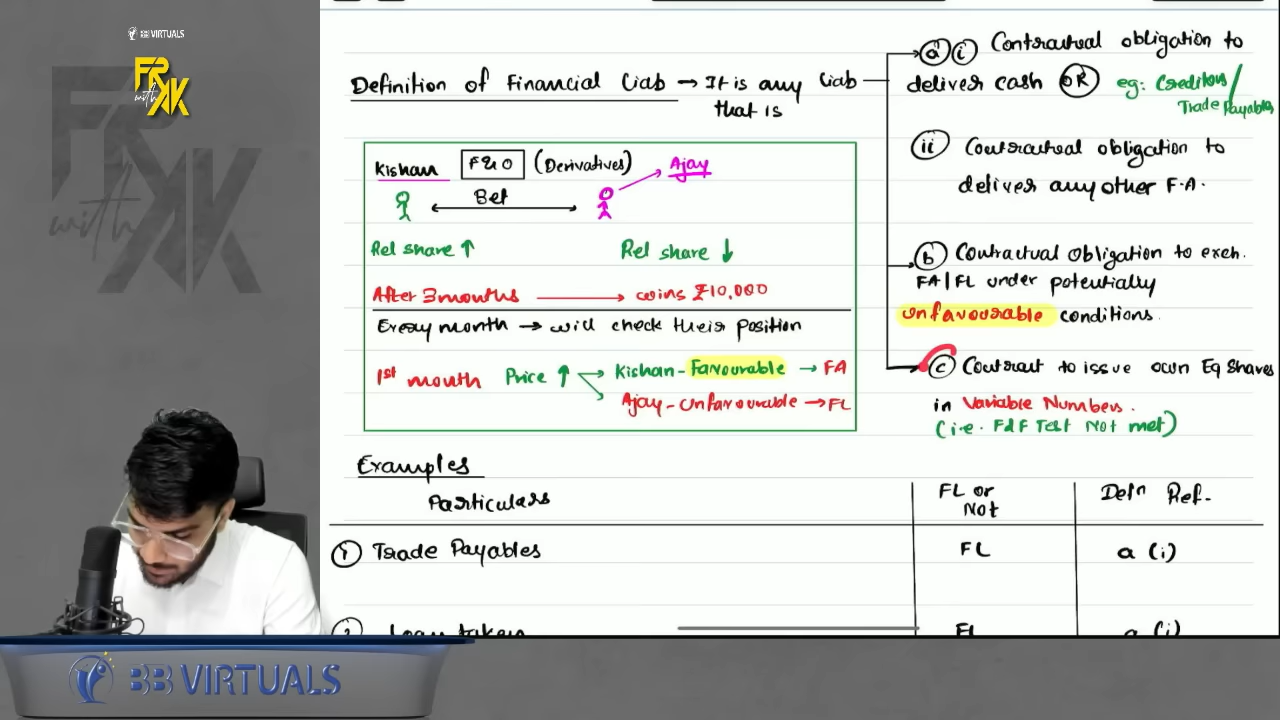 BB VIRTUALS
FR
with AK
Definition of Financial Liab → It is any Liab
that is
(a) (i) Contractual obligation to
deliver cash (OR) eg: Creditors/
Trade Payables
(ii) Contractual obligation to
deliver any other F.A.
(b) Contractual obligation to exch.
FA/FL under potentially
unfavourable conditions.
(c) Contract to issue own Eq Shares
in Variable Numbers.
(i.e. FdF Test Not met)
Kishan F&O (Derivatives) Ajay
Bet
Rel share ↑ Rel share ↓
After 3 months → wins ₹10,000
Every month → will check their position
1st month Price ↑ → Kishan - Favourable → FA
Ajay - unfavourable → FL
Examples
Particulars FL or Not Defn Ref.
(1) Trade Payables FL a (i)
(2) Loan taken FL a (i)
BB VIRTUALS